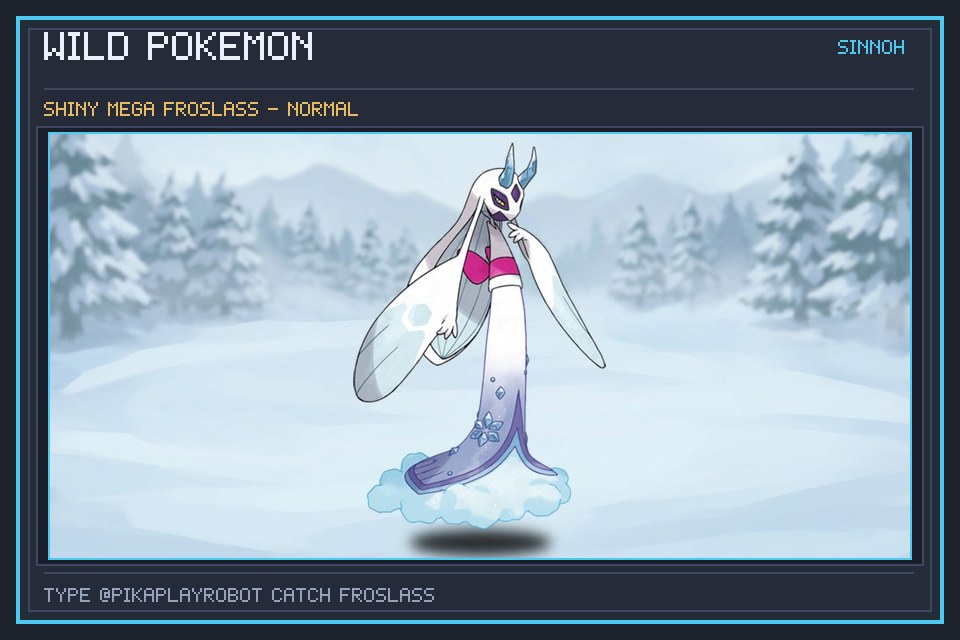 WILD POKEMON
SINNOH
SHINY MEGA FROSLASS - NORMAL
TYPE @PIKAPLAYROBOT CATCH FROSLASS